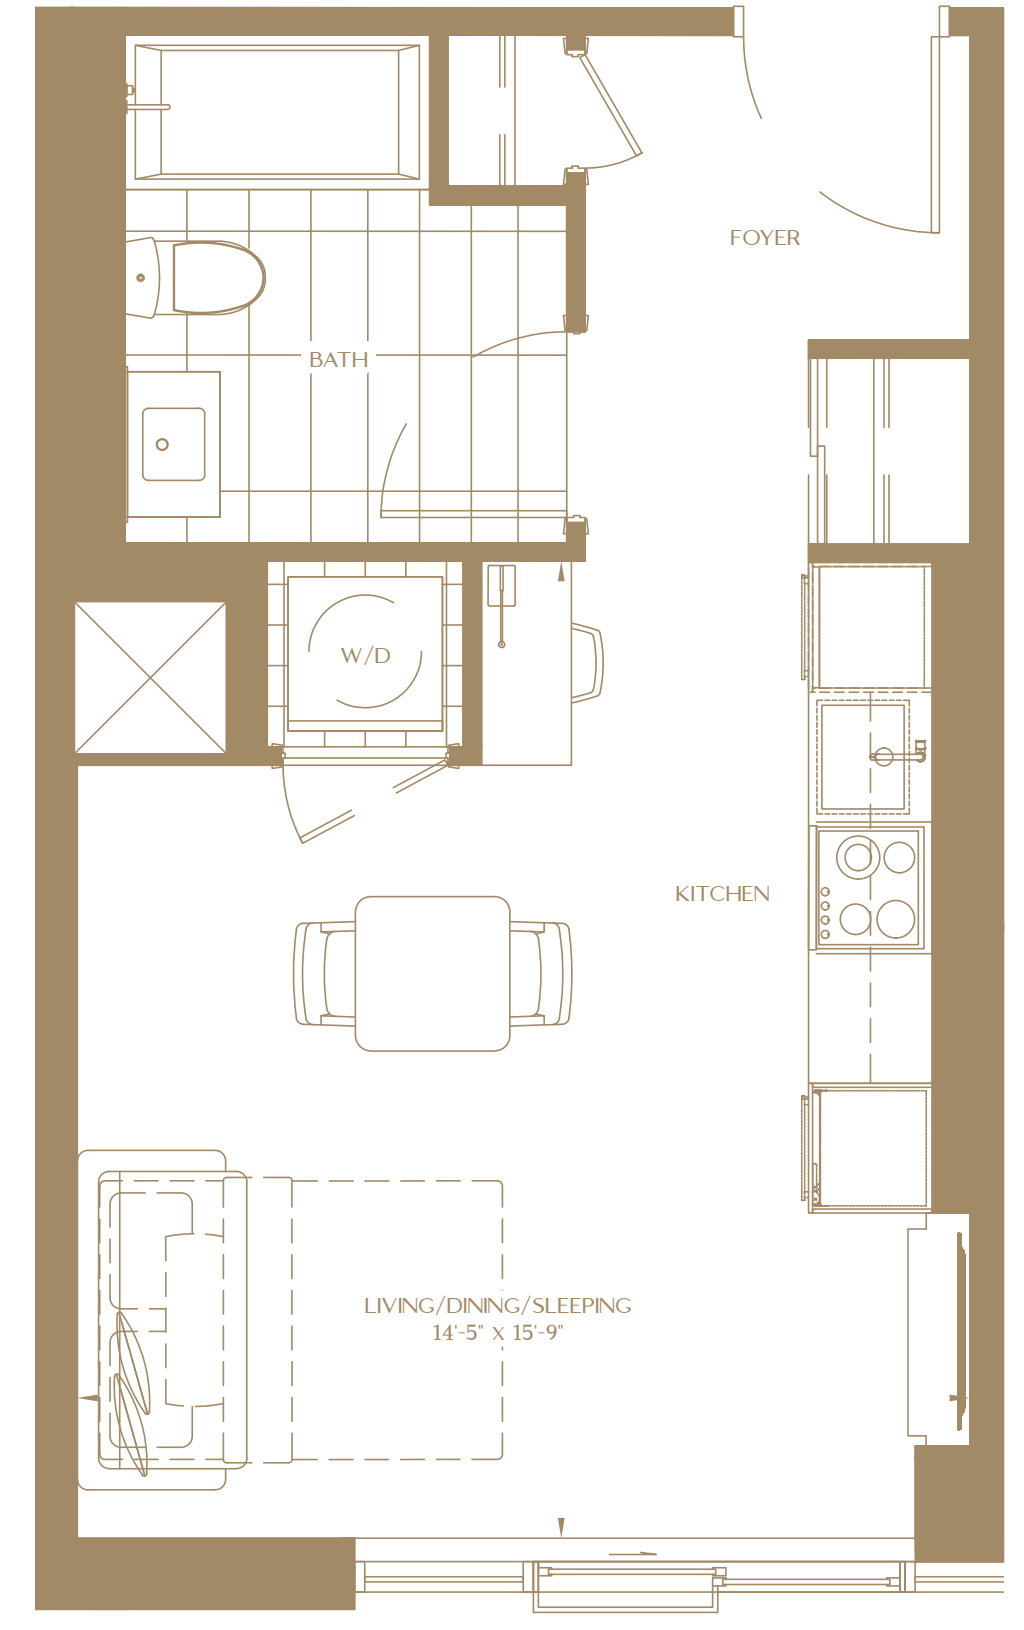 FOYER
BATH
W/D
KITCHEN
LIVING/DINING/SLEEPING
14'-5" X 15'-9"